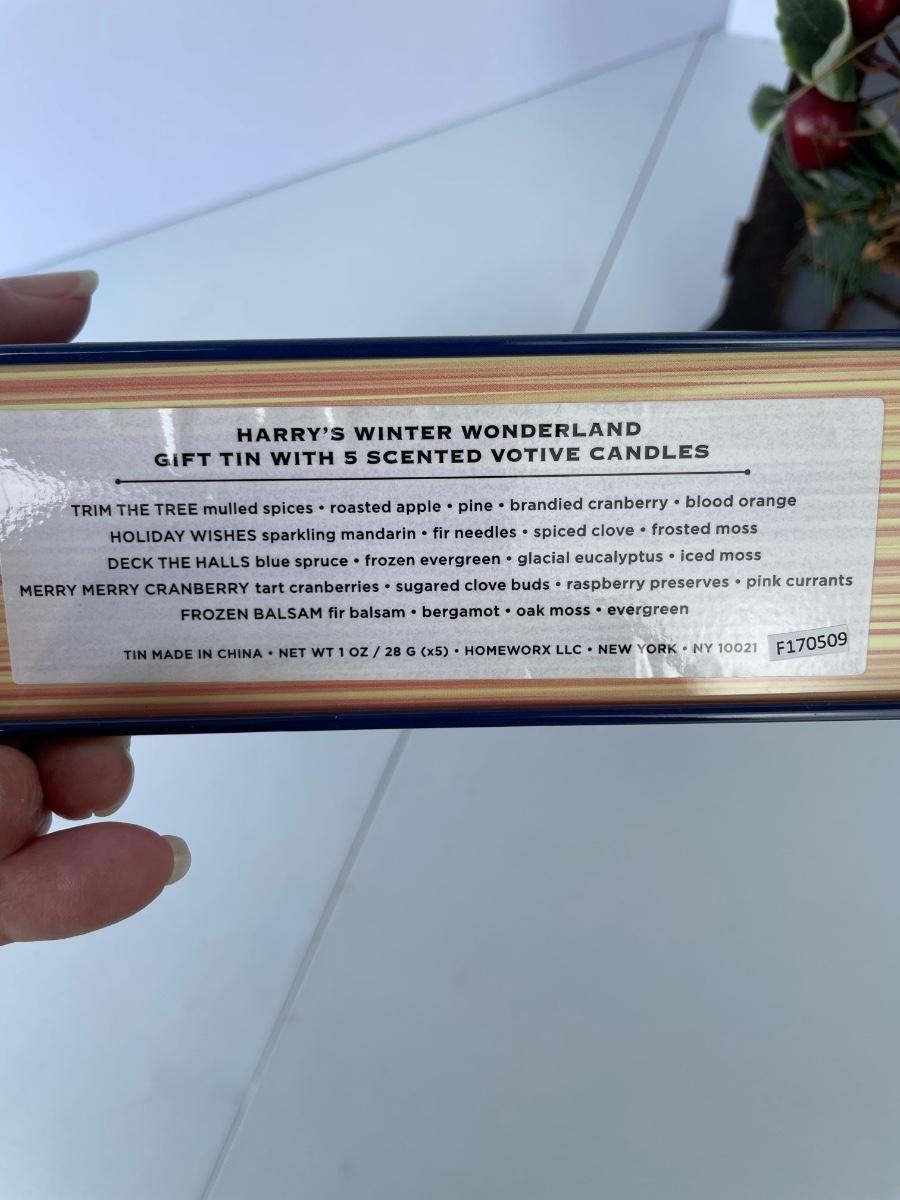 HARRY'S WINTER WONDERLAND
GIFT TIN WITH 5 SCENTED VOTIVE CANDLES
TRIM THE TREE mulled spices • roasted apple • pine • brandied cranberry • blood orange
HOLIDAY WISHES sparkling mandarin • fir needles • spiced clove • frosted moss
DECK THE HALLS blue spruce • frozen evergreen • glacial eucalyptus • iced moss
MERRY MERRY CRANBERRY tart cranberries • sugared clove buds • raspberry preserves • pink currants
FROZEN BALSAM fir balsam • bergamot • oak moss • evergreen
TIN MADE IN CHINA • NET WT 1 OZ / 28 G (x5) • HOMEWORX LLC • NEW YORK • NY 10021 F170509